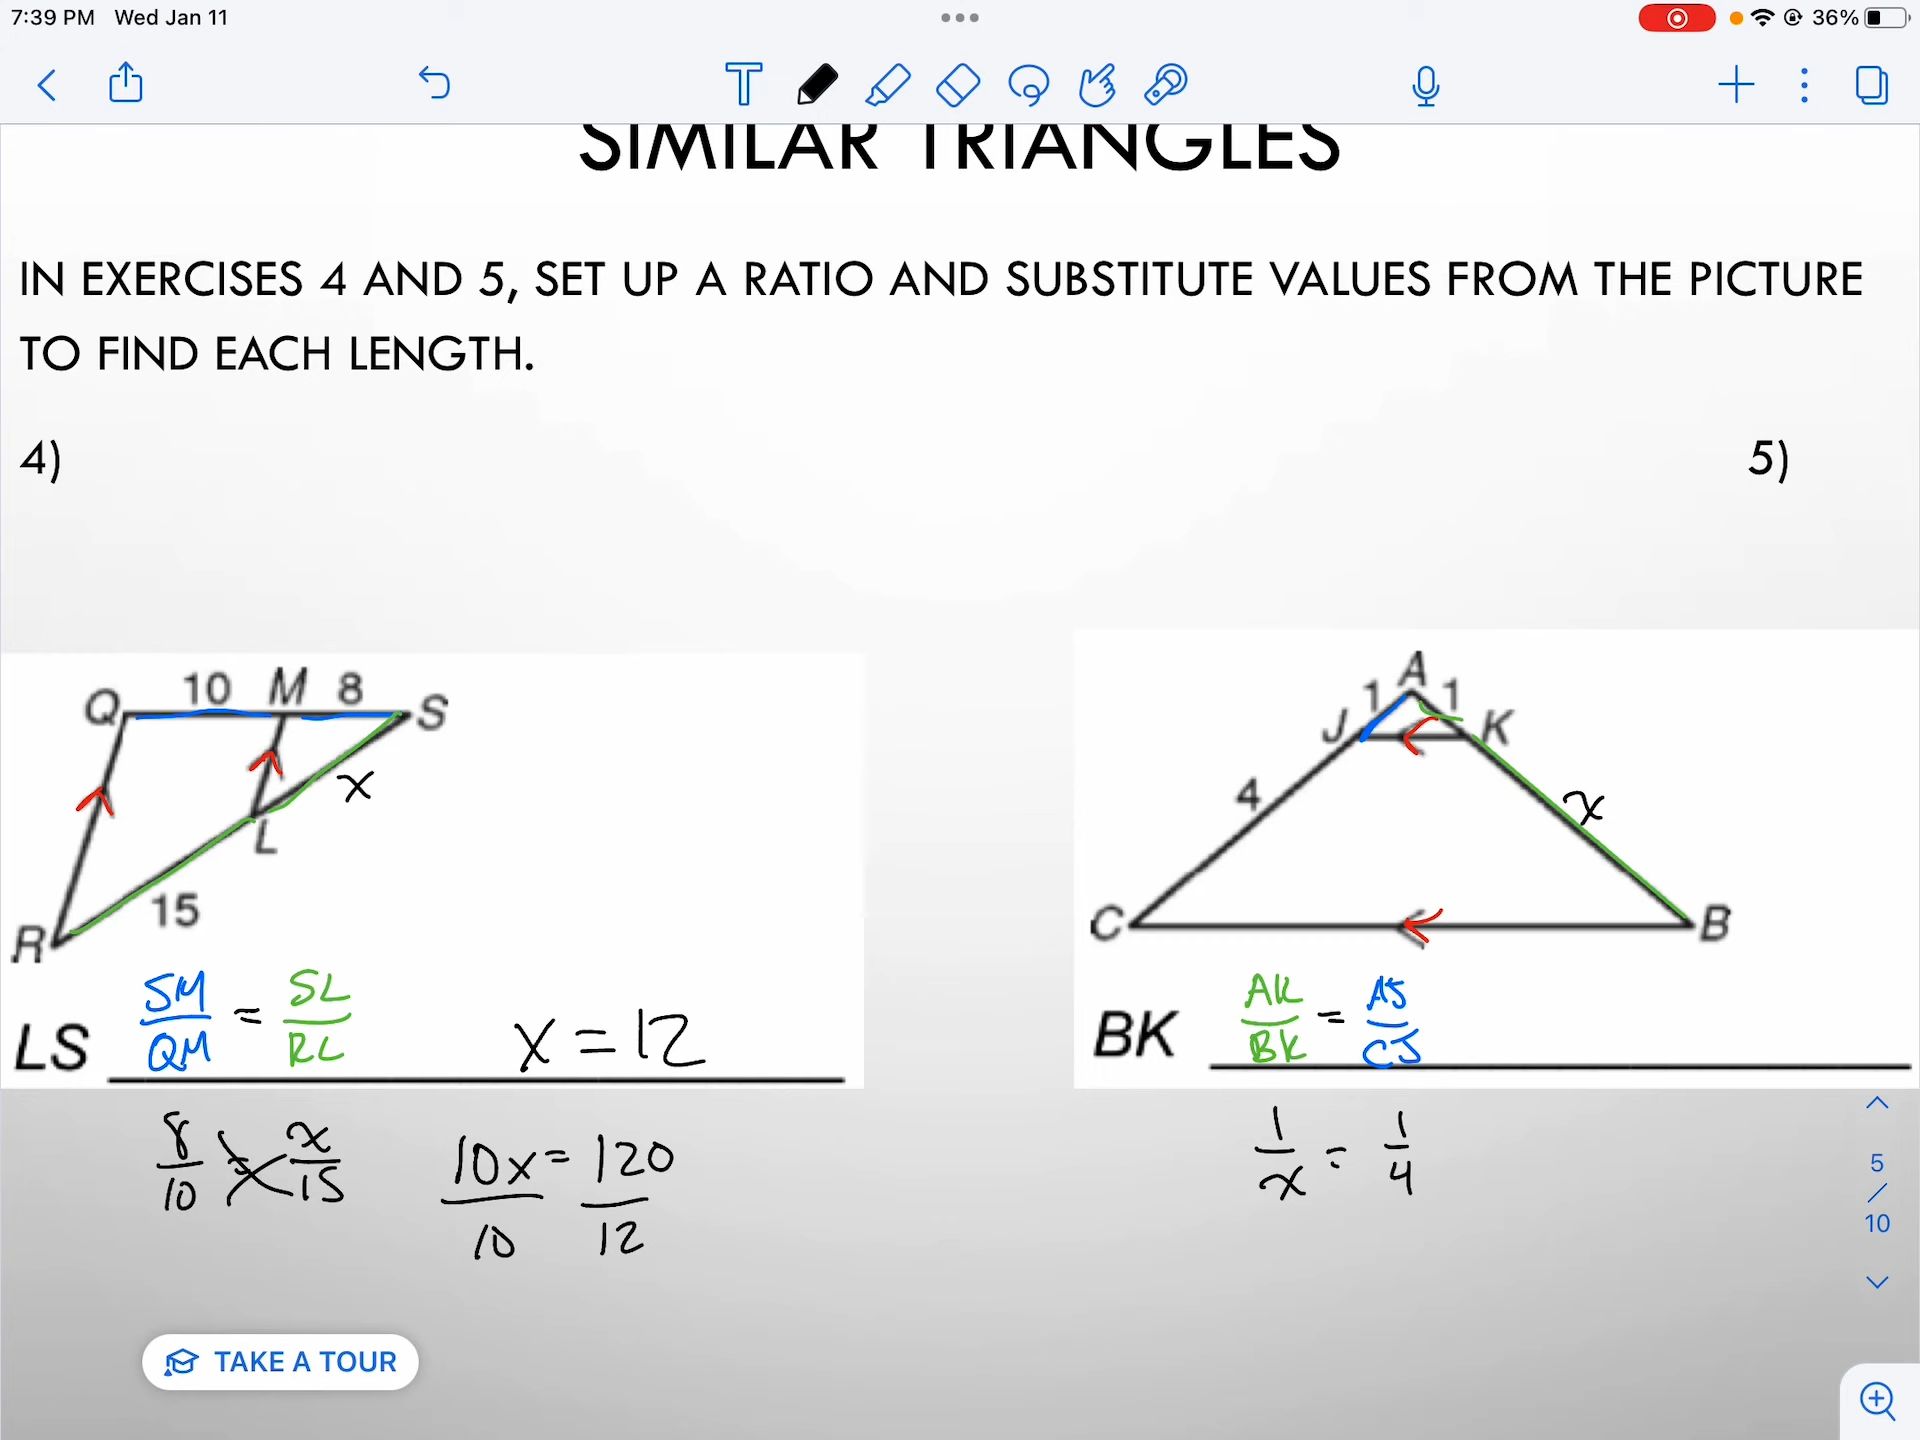 7:39 PM Wed Jan 11
36%
SIMILAR TRIANGLES
IN EXERCISES 4 AND 5, SET UP A RATIO AND SUBSTITUTE VALUES FROM THE PICTURE
TO FIND EACH LENGTH.
4)
5)
Q 10 M 8 S
x
L
15
R
SM/QM = SL/RL
LS
x = 12
8/10 = x/15
10x/10 = 120/12
A
1 1
J K
4
x
C B
AK/BK = AJ/CJ
BK
1/x = 1/4
5
/
10
TAKE A TOUR